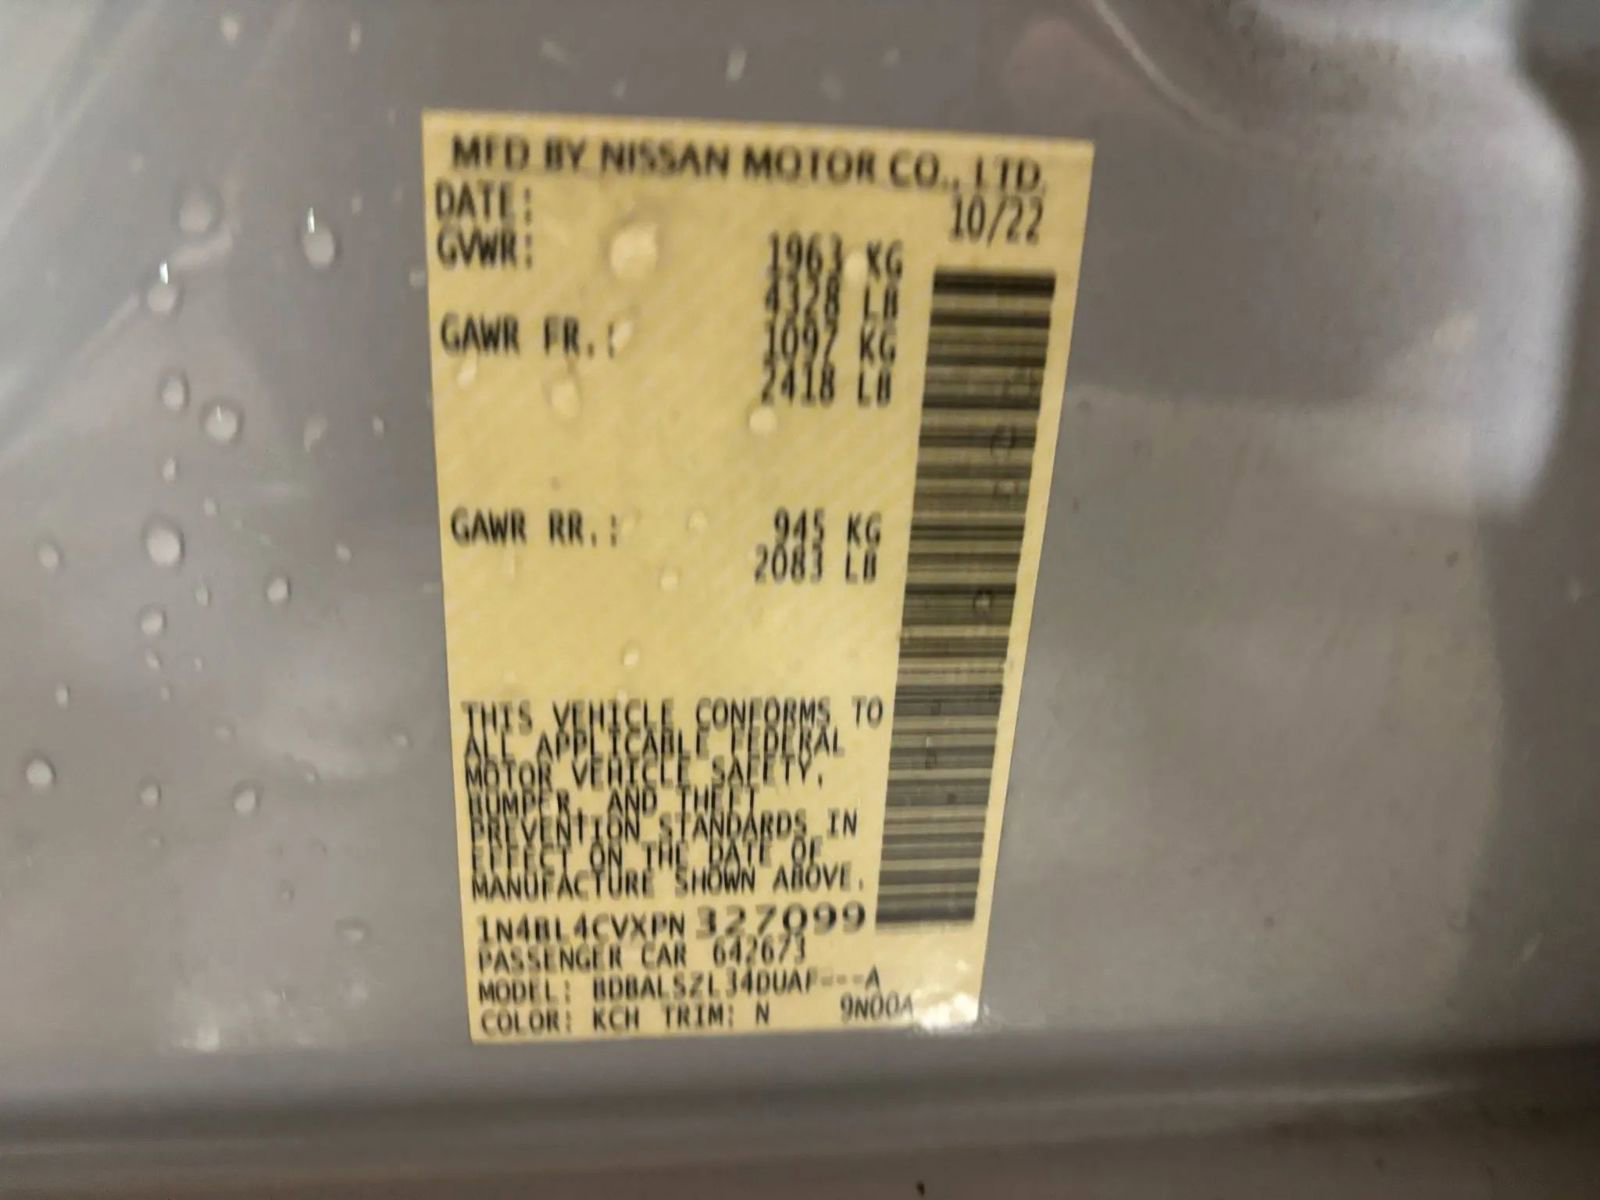 MFD BY NISSAN MOTOR CO., LTD.
DATE: 10/22
GVWR: 1963 KG
4328 LB
GAWR FR.: 1097 KG
2418 LB
GAWR RR.: 945 KG
2083 LB
THIS VEHICLE CONFORMS TO
ALL APPLICABLE FEDERAL
MOTOR VEHICLE SAFETY,
BUMPER, AND THEFT
PREVENTION STANDARDS IN
EFFECT ON THE DATE OF
MANUFACTURE SHOWN ABOVE.
1N4BL4CVXPN 327099
PASSENGER CAR 642673
MODEL: BDBALSZL34DUAF---A
COLOR: KCH TRIM: N 9N00A